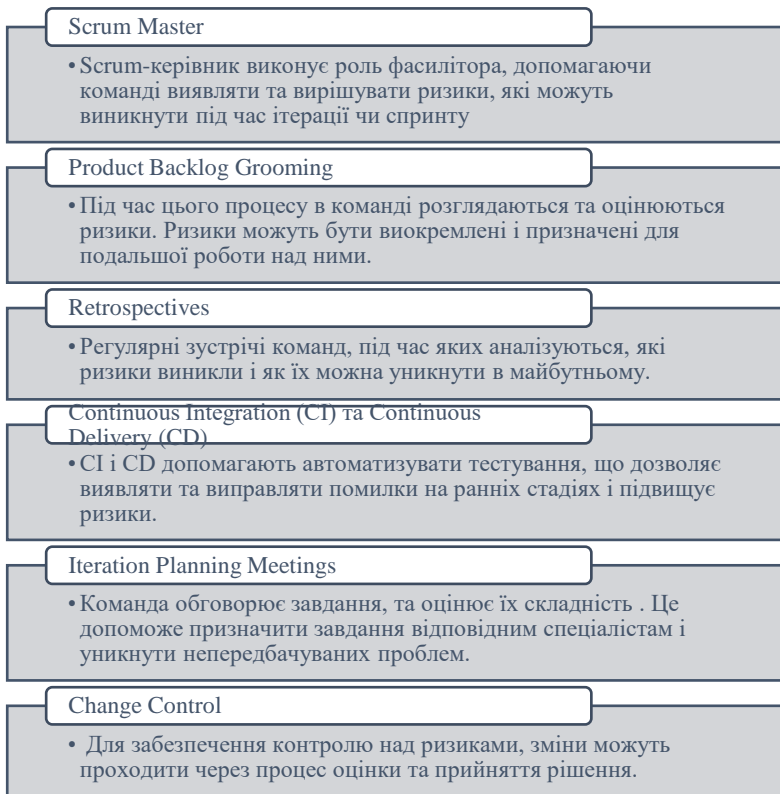 Scrum Master
• Scrum-керівник виконує роль фасилітора, допомагаючи
команді виявляти та вирішувати ризики, які можуть
виникнути під час ітерації чи спринту
Product Backlog Grooming
• Під час цього процесу в команді розглядаються та оцінюються
ризики. Ризики можуть бути виокремлені і призначені для
подальшої роботи над ними.
Retrospectives
• Регулярні зустрічі команд, під час яких аналізуються, які
ризики виникли і як їх можна уникнути в майбутньому.
Continuous Integration (CI) та Continuous
Delivery (CD)
• CI і CD допомагають автоматизувати тестування, що дозволяє
виявляти та виправляти помилки на ранніх стадіях і підвищує
ризики.
Iteration Planning Meetings
• Команда обговорює завдання, та оцінює їх складність . Це
допоможе призначити завдання відповідним спеціалістам і
уникнути непередбачуваних проблем.
Change Control
• Для забезпечення контролю над ризиками, зміни можуть
проходити через процес оцінки та прийняття рішення.